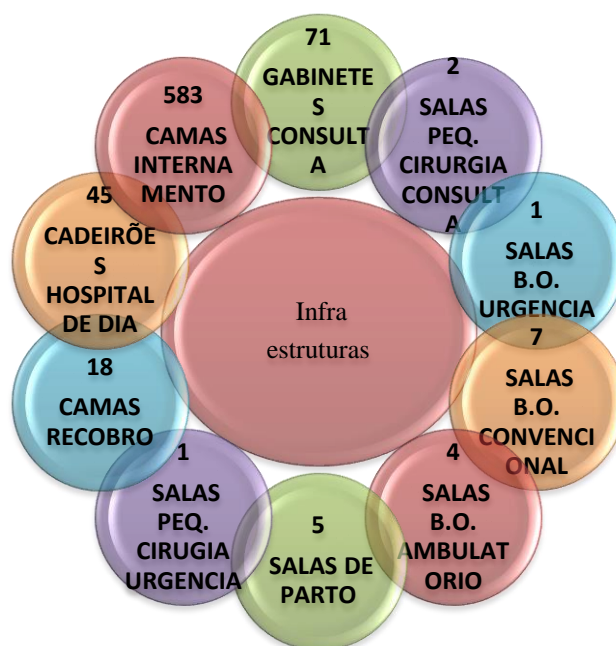 71
GABINETE
S
CONSULT
A
2
SALAS
PEQ.
CIRURGIA
CONSULT
A
1
SALAS
B.O.
URGENCIA
7
SALAS
B.O.
CONVENCI
ONAL
4
SALAS
B.O.
AMBULAT
ORIO
5
SALAS DE
PARTO
1
SALAS
PEQ.
CIRUGIA
URGENCIA
18
CAMAS
RECOBRO
45
CADEIRÕE
S
HOSPITAL
DE DIA
583
CAMAS
INTERNA
MENTO
Infra
estruturas